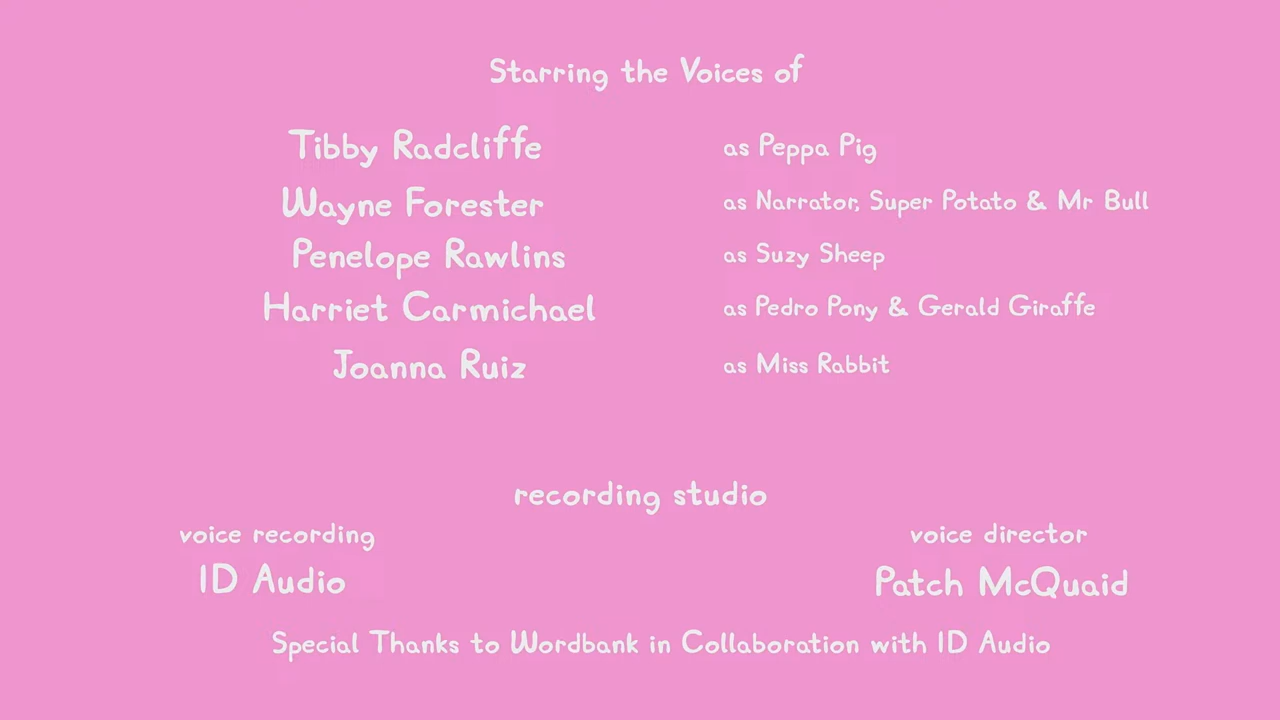 Starring the Voices of
Tibby Radcliffe as Peppa Pig
Wayne Forester as Narrator, Super Potato & Mr Bull
Penelope Rawlins as Suzy Sheep
Harriet Carmichael as Pedro Pony & Gerald Giraffe
Joanna Ruiz as Miss Rabbit
recording studio
voice recording voice director
ID Audio Patch McQuaid
Special Thanks to Wordbank in Collaboration with ID Audio